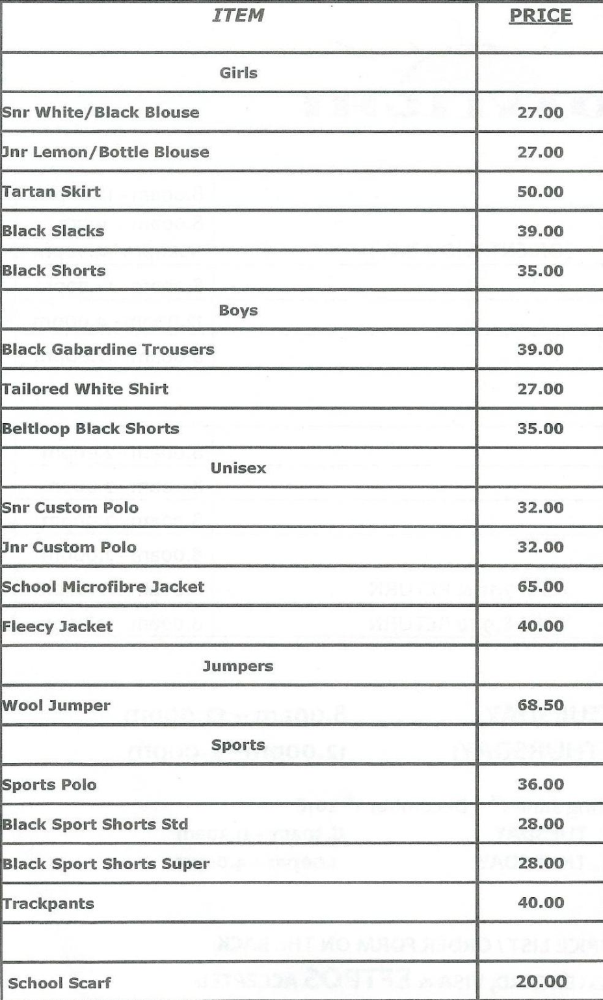 ITEM PRICE
Girls
Snr White/Black Blouse 27.00
Jnr Lemon/Bottle Blouse 27.00
Tartan Skirt 50.00
Black Slacks 39.00
Black Shorts 35.00
Boys
Black Gabardine Trousers 39.00
Tailored White Shirt 27.00
Beltloop Black Shorts 35.00
Unisex
Snr Custom Polo 32.00
Jnr Custom Polo 32.00
School Microfibre Jacket 65.00
Fleecy Jacket 40.00
Jumpers
Wool Jumper 68.50
Sports
Sports Polo 36.00
Black Sport Shorts Std 28.00
Black Sport Shorts Super 28.00
Trackpants 40.00
School Scarf 20.00